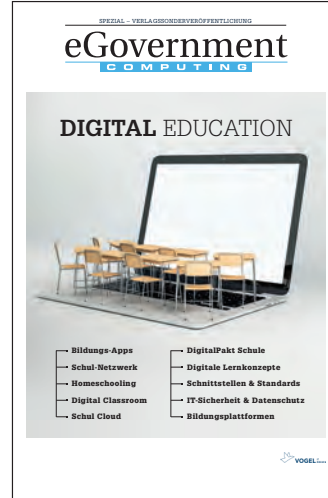 SPEZIAL – VERLAGSSONDERVERÖFFENTLICHUNG
eGovernment
COMPUTING
DIGITAL EDUCATION
Bildungs-Apps
Schul-Netzwerk
Homeschooling
Digital Classroom
Schul Cloud
DigitalPakt Schule
Digitale Lernkonzepte
Schnittstellen & Standards
IT-Sicherheit & Datenschutz
Bildungsplattformen
VOGEL